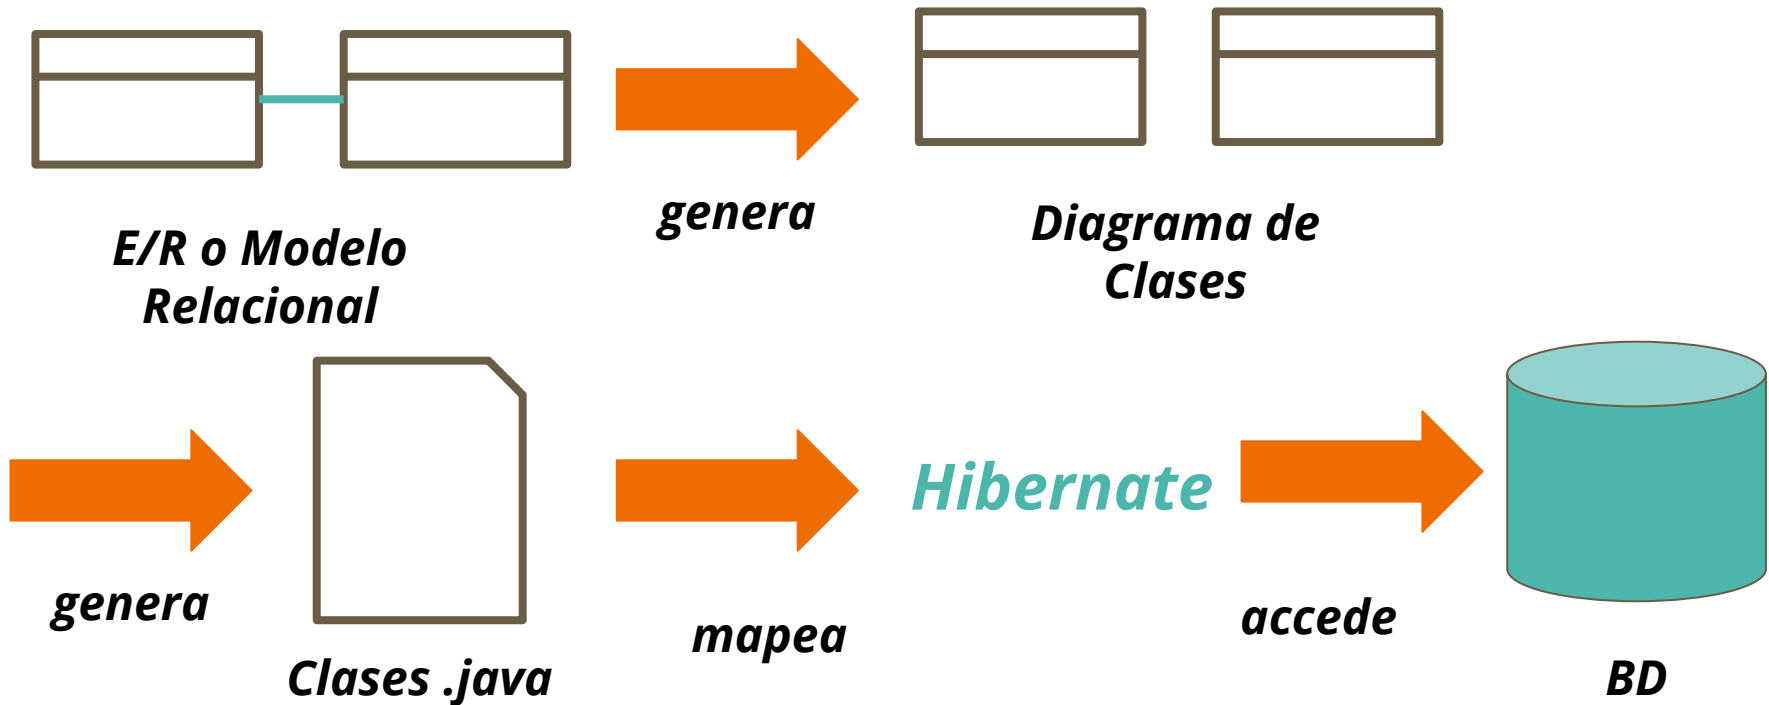 genera
Diagrama de
Clases
E/R o Modelo
Relacional
Hibernate
genera
accede
mapea
Clases .java
BD